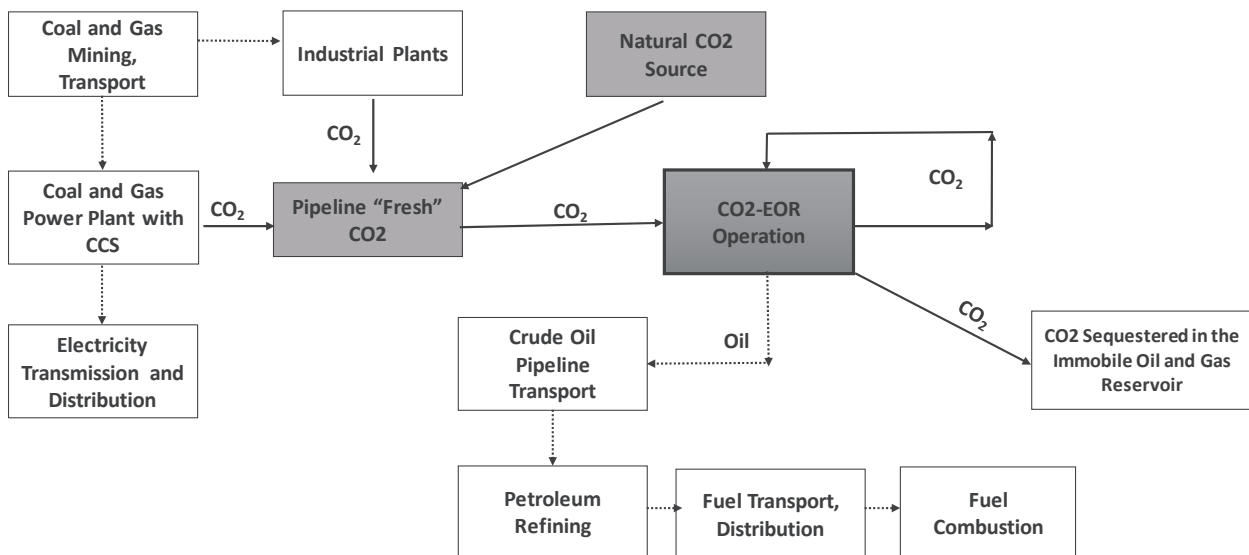 Coal and Gas
Mining,
Transport
Industrial Plants
Natural CO2
Source
CO₂
CO₂
Coal and Gas
Power Plant with
CCS
CO₂
Pipeline “Fresh”
CO2
CO₂
CO2-EOR
Operation
CO₂
Electricity
Transmission and
Distribution
Crude Oil
Pipeline
Transport
Oil
CO2 Sequestered in the
Immobile Oil and Gas
Reservoir
Petroleum
Refining
Fuel Transport,
Distribution
Fuel
Combustion